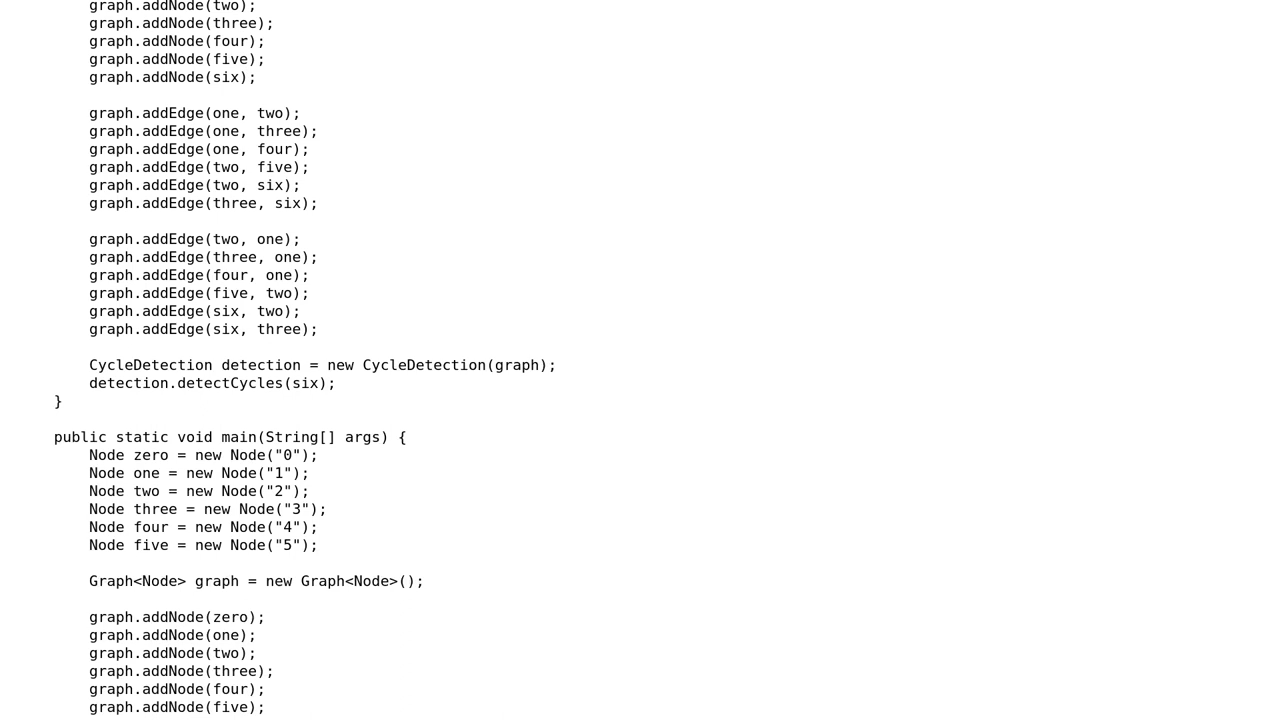 graph.addNode(two);
graph.addNode(three);
graph.addNode(four);
graph.addNode(five);
graph.addNode(six);
graph.addEdge(one, two);
graph.addEdge(one, three);
graph.addEdge(one, four);
graph.addEdge(two, five);
graph.addEdge(two, six);
graph.addEdge(three, six);
graph.addEdge(two, one);
graph.addEdge(three, one);
graph.addEdge(four, one);
graph.addEdge(five, two);
graph.addEdge(six, two);
graph.addEdge(six, three);
CycleDetection detection = new CycleDetection(graph);
detection.detectCycles(six);
}
public static void main(String[] args) {
Node zero = new Node("0");
Node one = new Node("1");
Node two = new Node("2");
Node three = new Node("3");
Node four = new Node("4");
Node five = new Node("5");
Graph<Node> graph = new Graph<Node>();
graph.addNode(zero);
graph.addNode(one);
graph.addNode(two);
graph.addNode(three);
graph.addNode(four);
graph.addNode(five);